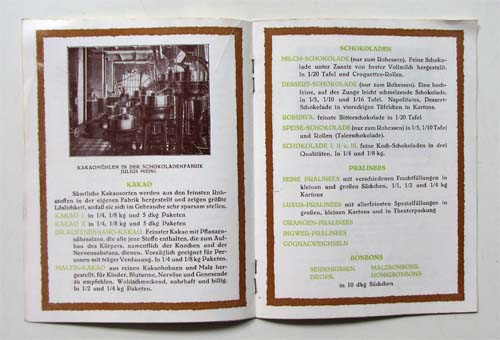 KAKAOMÜHLEN IN DER SCHOKOLADENFABRIK
JULIUS MEINL
KAKAO
Sämtliche Kakaosorten werden aus den feinsten Roh-
stoffen in der eigenen Fabrik hergestellt und zeigen größte
Löslichkeit, sodaß sie sich im Gebrauche sehr sparsam stellen.
KAKAO I in 1/4, 1/8 kg und 5 dkg Paketen
KAKAO II in 1/4, 1/8 kg und 5 dkg Paketen
KAKAO. Feinster Kakao mit Pflanzen-
nährsalzen, die alle jene Stoffe enthalten, die zum Auf-
bau des Körpers, namentlich der Knochen und der
Nervensubstanz, dienen. Vorzüglich geeignet für Per-
sonen mit träger Verdauung. In 1/4 und 1/8 kg Paketen.
MALTIN-KAKAO aus reinen Kakaobohnen und Malz her-
gestellt, für Kinder, Blutarme, Nervöse und Genesende
zu empfehlen. Wohlschmeckend, nahrhaft und billig.
In 1/2 und 1/4 kg Paketen.
SCHOKOLADEN
MILCH-SCHOKOLADE (nur zum Rohessen). Feine Schoko-
lade unter Zusatz von bester Vollmilch hergestellt.
In 1/20 Tafel und Croquettes-Rollen.
DESSERT-SCHOKOLADE (nur zum Rohessen). Eine hoch-
feine, auf der Zunge leicht schmelzende Schokolade.
In 1/5, 1/10 und 1/16 Tafel. Napolitains, Dessert-
Schokolade in viereckigen Täfelchen in Kartons.
ROBUSTA, feinste Bitterschokolade in 1/20 Tafel
SPEISE-SCHOKOLADE (nur zum Rohessen) in 1/5, 1/10 Tafel
und Rollen (Talerschokolade).
SCHOKOLADE I, II u. III, feine Koch-Schokoladen in drei
Qualitäten. In 1/4 und 1/8 kg.
PRALINEES
FEINE PRALINEES mit verschiedenen Fruchtfüllungen in
kleinen und großen Säckchen, 1/1, 1/2 und 1/4 kg
Kartons
LUXUS-PRALINEES mit allerfeinsten Spezialfüllungen in
großen, kleinen Kartons und in Theaterpackung
ORANGEN-PRALINEES
INGWER-PRALINEES
COGNACWEICHSELN
BONBONS
SEIDENKISSEN, MALZBONBONS,
DROPS, HONIGBONBONS
in 10 dkg Säckchen